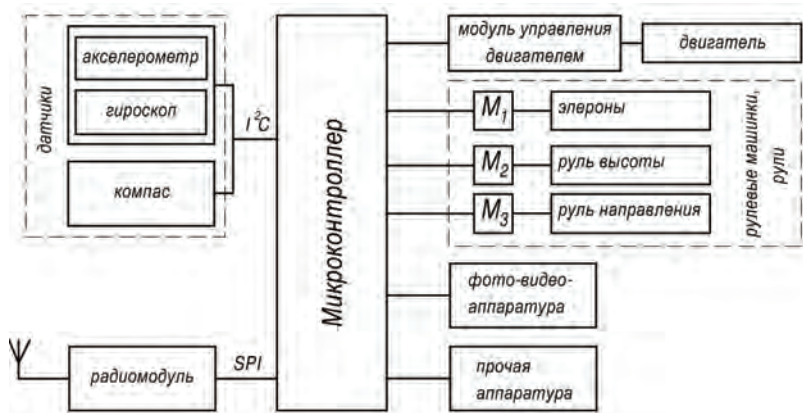 датчики
акселерометр
гироскоп
компас
I²C
радиомодуль
SPI
Микроконтроллер
модуль управления
двигателем
двигатель
M₁
элероны
M₂
руль высоты
M₃
руль направления
рулевые машинки,
рули
фото-видео-
аппаратура
прочая
аппаратура